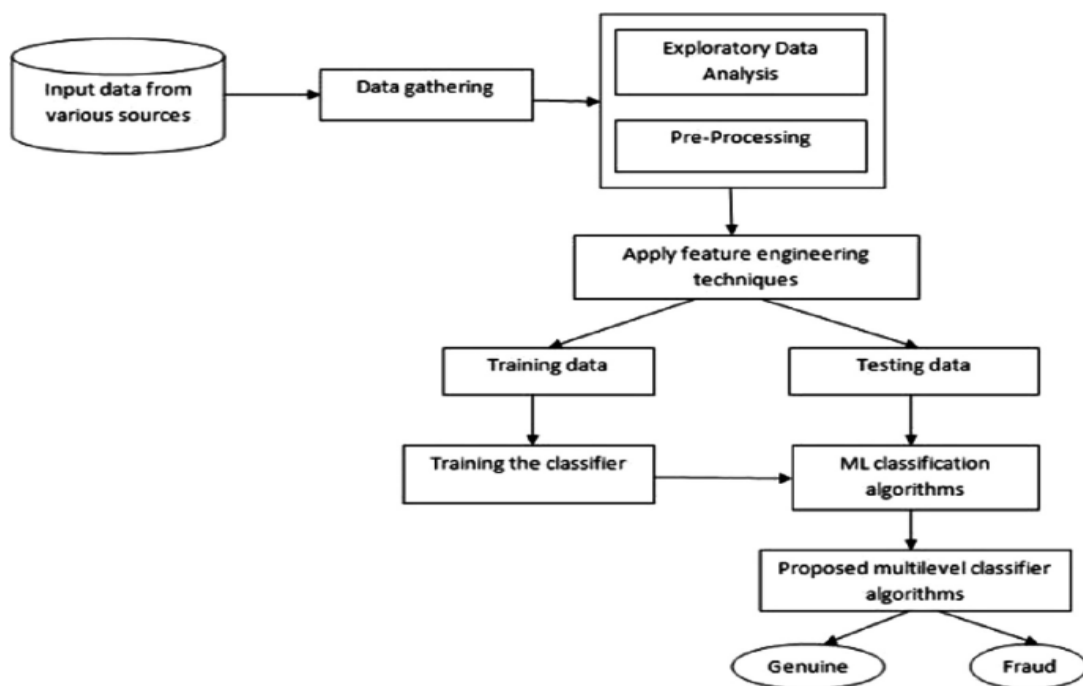 Input data from
various sources
Data gathering
Exploratory Data
Analysis
Pre-Processing
Apply feature engineering
techniques
Training data
Testing data
Training the classifier
ML classification
algorithms
Proposed multilevel classifier
algorithms
Genuine
Fraud